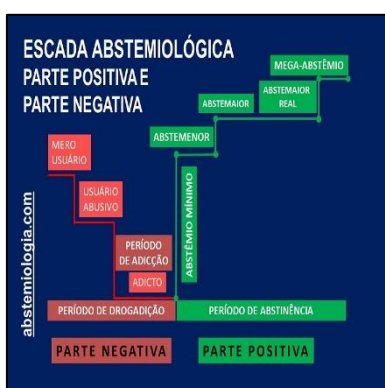 ESCADA ABSTEMIOLÓGICA
PARTE POSITIVA E
PARTE NEGATIVA
MEGA-ABSTÊMIO
ABSTEMAIOR
REAL
ABSTEMAIOR
ABSTEMENOR
MERO
USUÁRIO
USUÁRIO
ABUSIVO
PERÍODO
DE ADICÇÃO
ADICTO
ABSTÊMIO MÍNIMO
abstemiologia.com
PERÍODO DE DROGADIÇÃO
PERÍODO DE ABSTINÊNCIA
PARTE NEGATIVA
PARTE POSITIVA